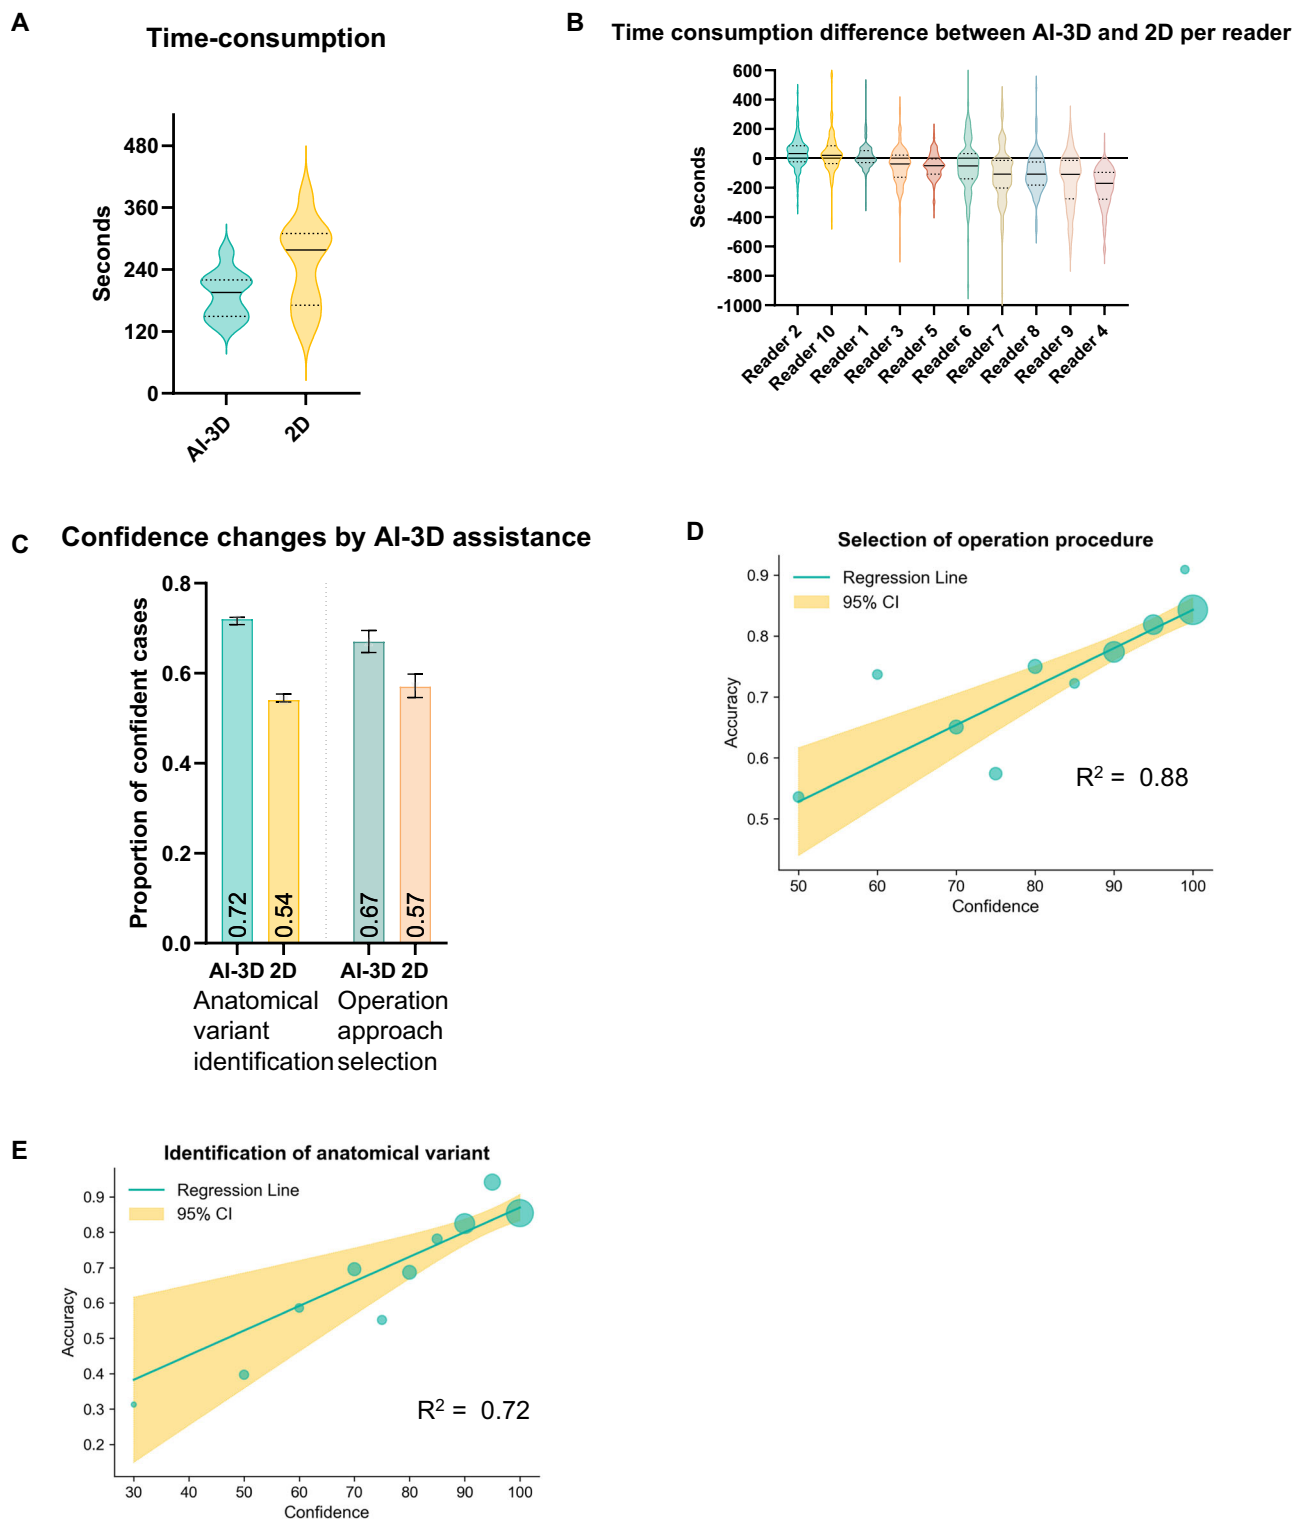 A
Time-consumption
Seconds
480
360
240
120
0
AI-3D
2D
B
Time consumption difference between AI-3D and 2D per reader
Seconds
600
400
200
0
-200
-400
-600
-800
-1000
Reader 2
Reader 10
Reader 1
Reader 3
Reader 5
Reader 6
Reader 7
Reader 8
Reader 9
Reader 4
C
Confidence changes by AI-3D assistance
Proportion of confident cases
0.8
0.6
0.4
0.2
0.0
0.72
0.54
0.67
0.57
AI-3D 2D
AI-3D 2D
Anatomical
variant
identification
Operation
approach
selection
D
Selection of operation procedure
Regression Line
95% CI
Accuracy
0.9
0.8
0.7
0.6
0.5
R² = 0.88
50
60
70
80
90
100
Confidence
E
Identification of anatomical variant
Regression Line
95% CI
Accuracy
0.9
0.8
0.7
0.6
0.5
0.4
0.3
0.2
R² = 0.72
30
40
50
60
70
80
90
100
Confidence